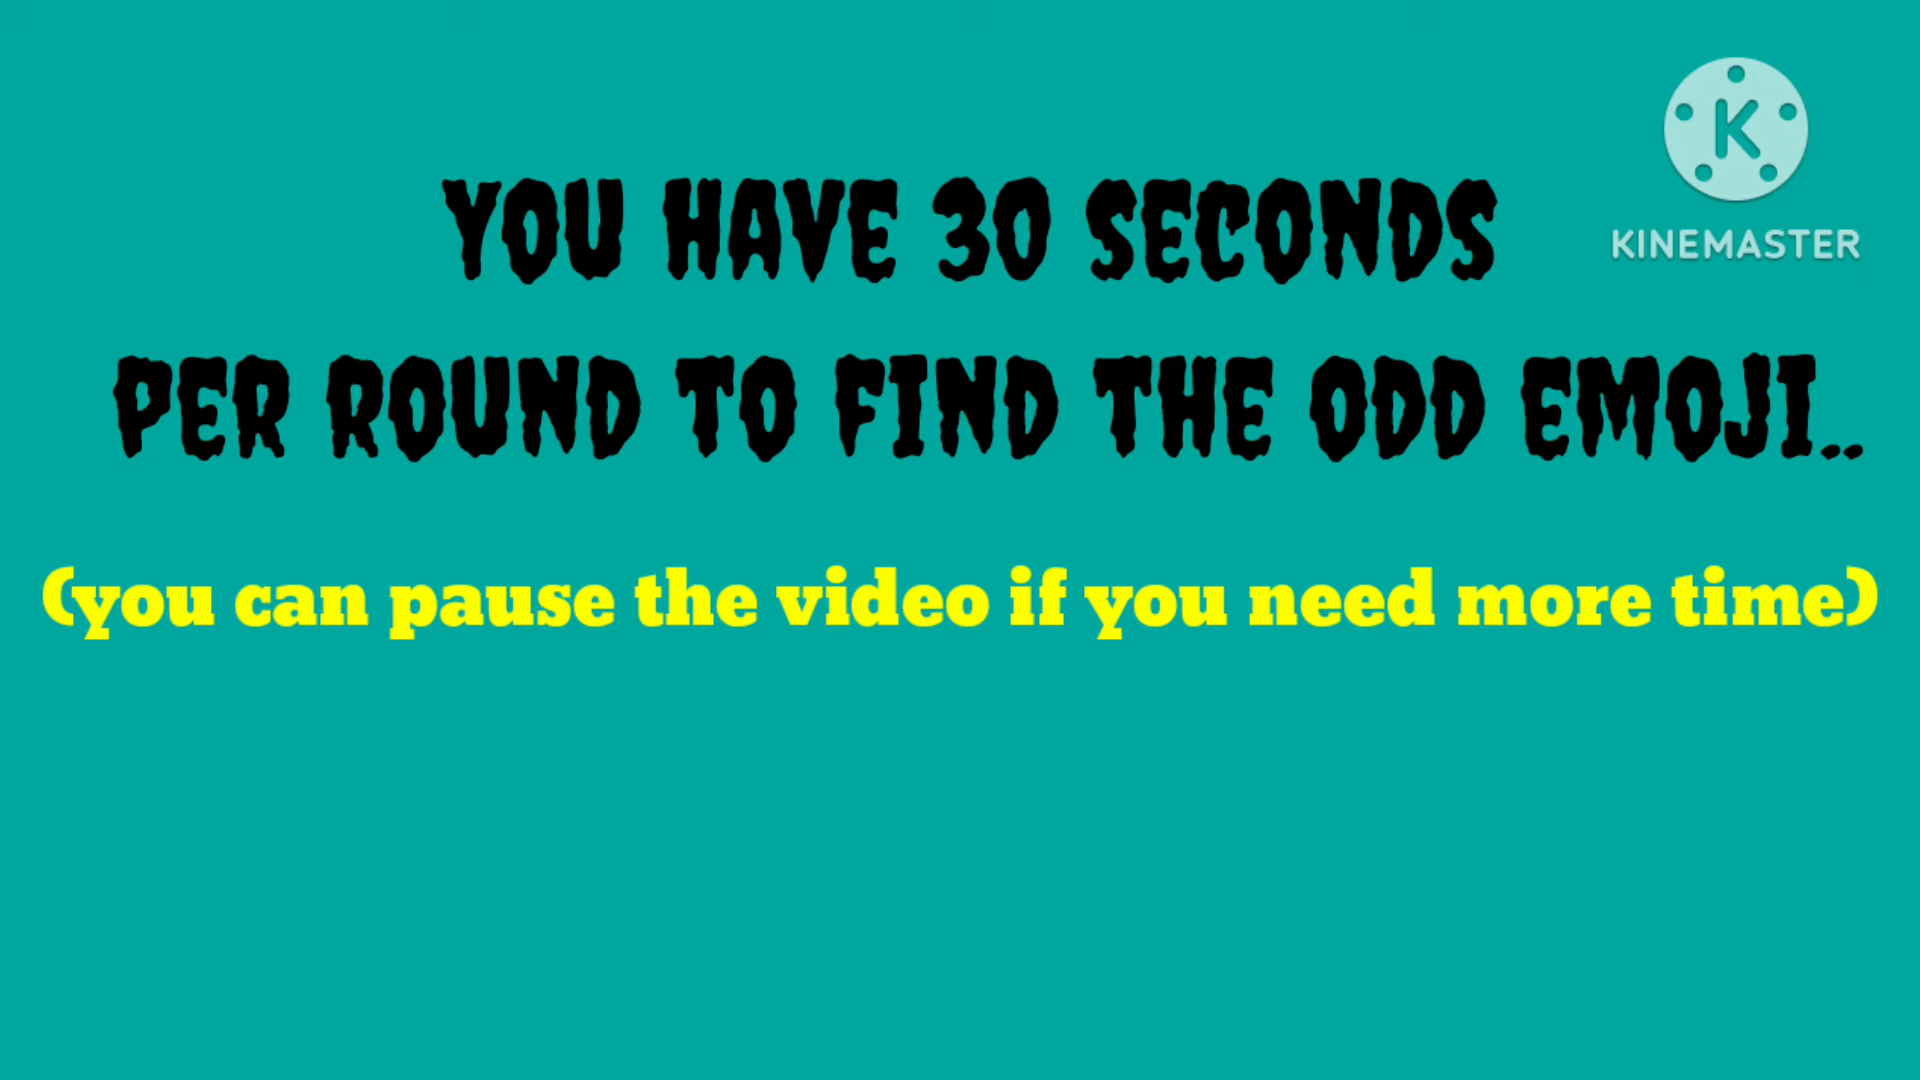 K
KINEMASTER
YOU HAVE 30 SECONDS
PER ROUND TO FIND THE ODD EMOJI..
(you can pause the video if you need more time)